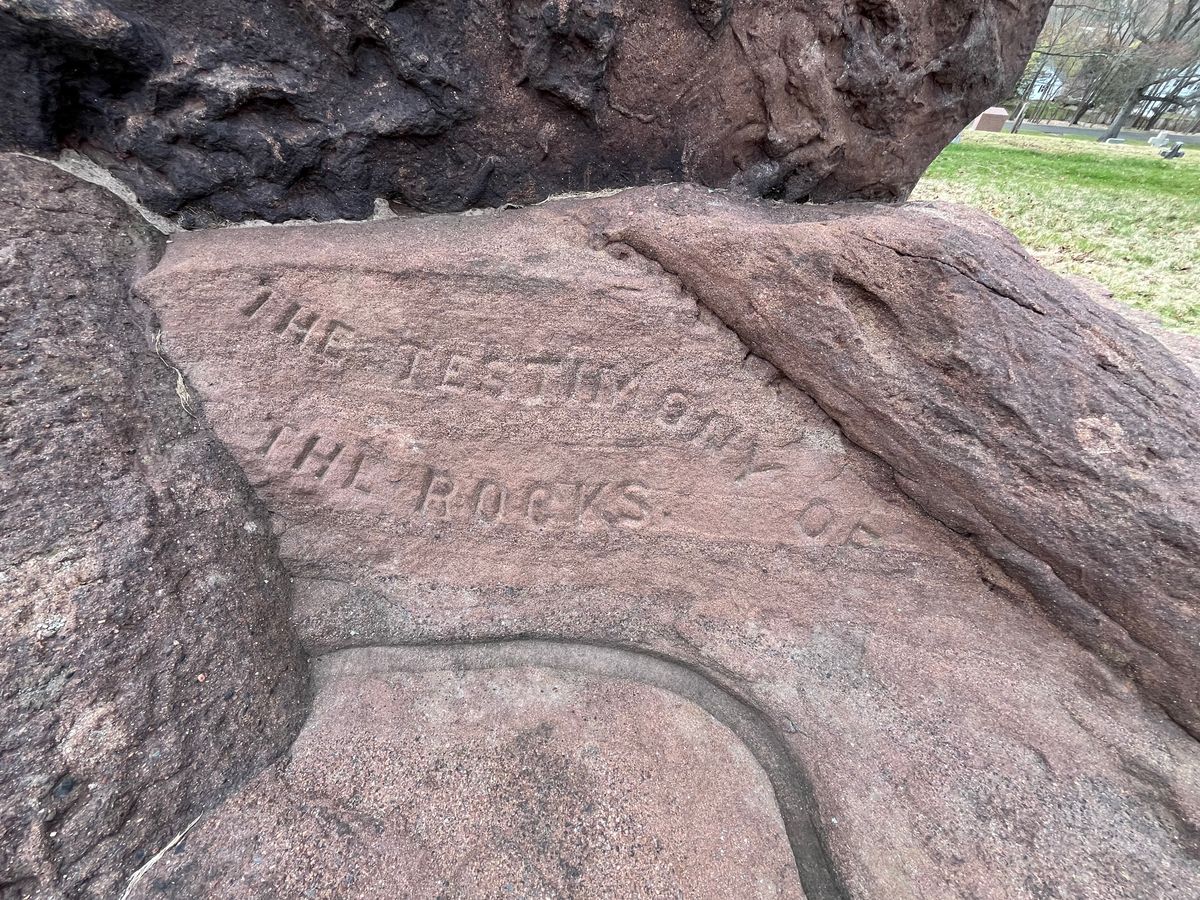 THE TESTIMONY OF
THE ROCKS.